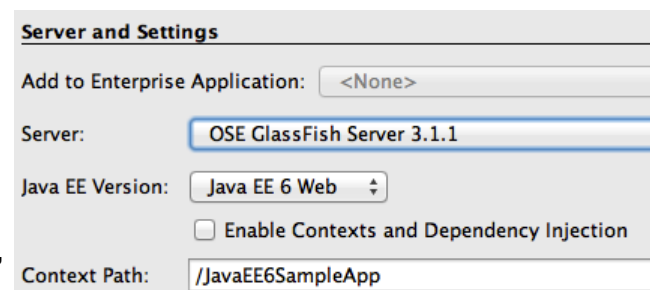 Server and Settings
Add to Enterprise Application: <None>
Server: OSE GlassFish Server 3.1.1
Java EE Version: Java EE 6 Web
Enable Contexts and Dependency Injection
Context Path: /JavaEE6SampleApp